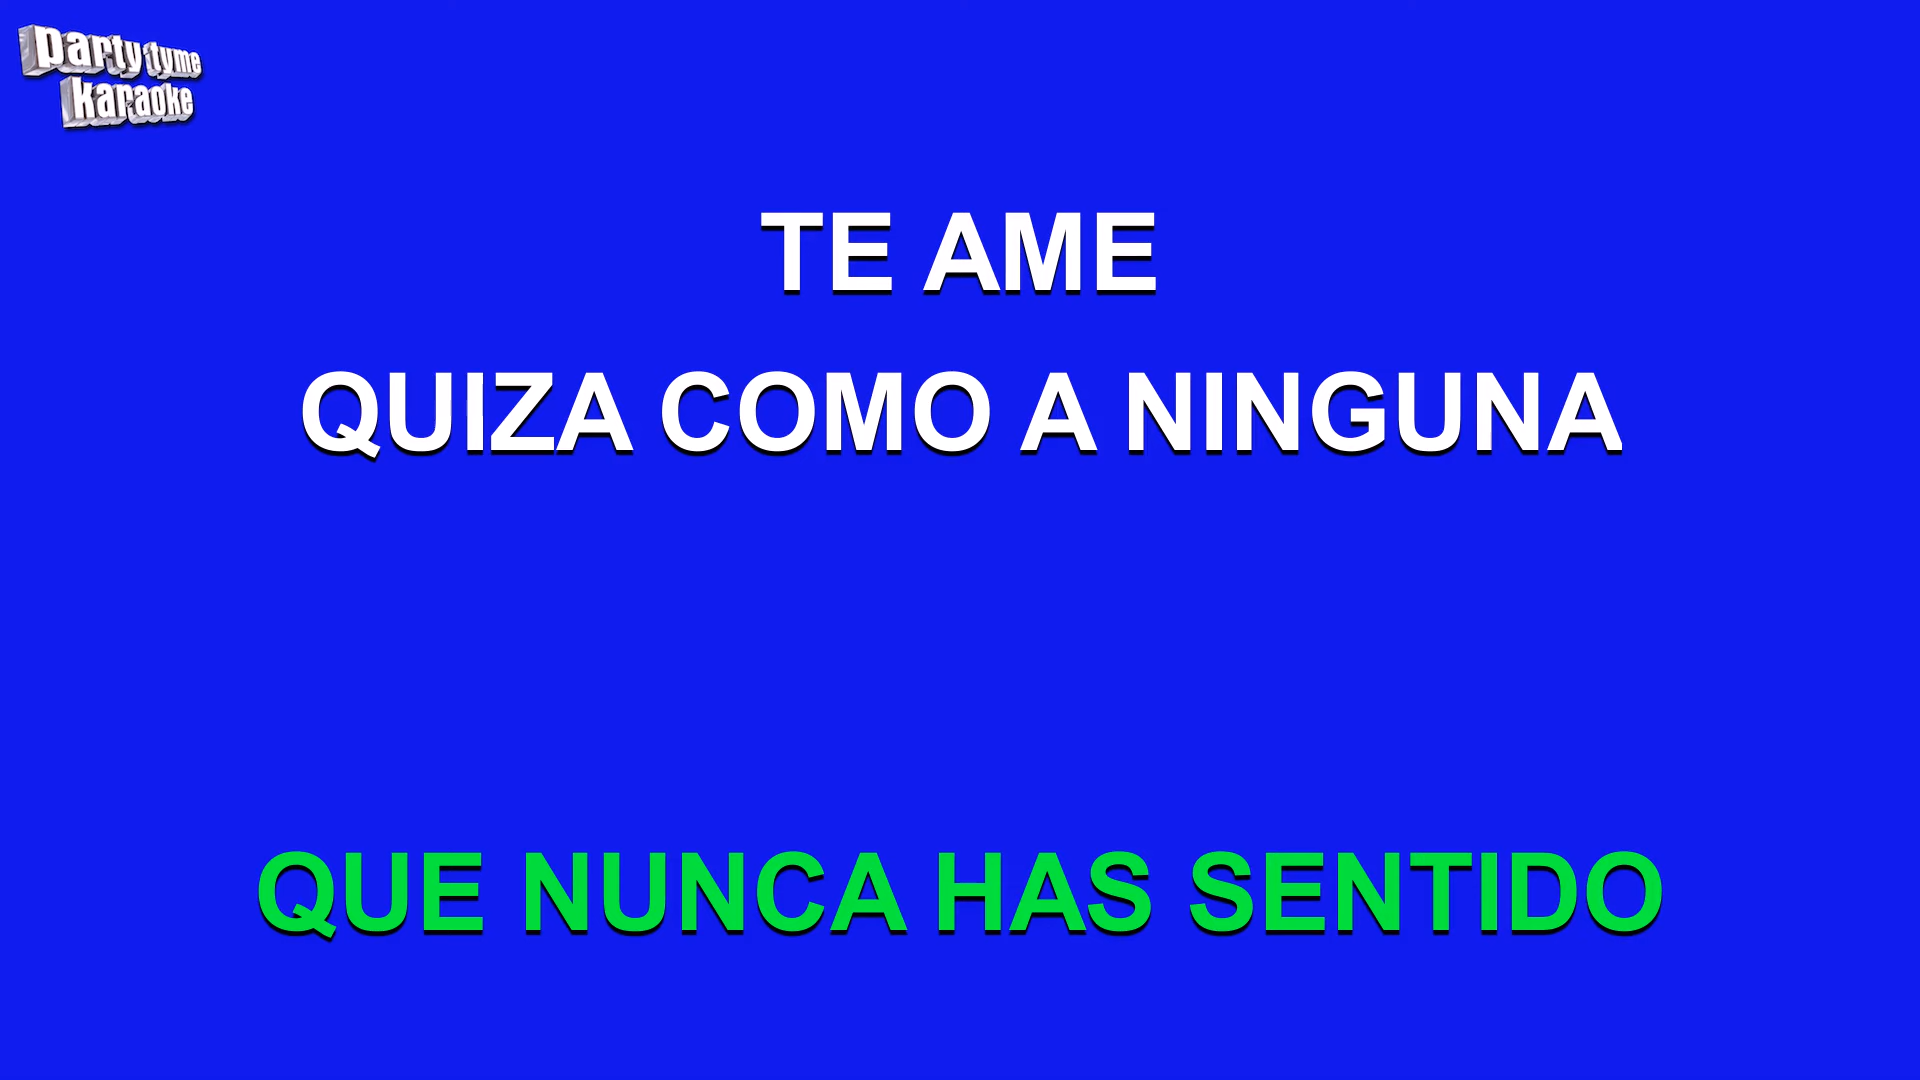 party tyme
karaoke
TE AME
QUIZA COMO A NINGUNA
QUE NUNCA HAS SENTIDO